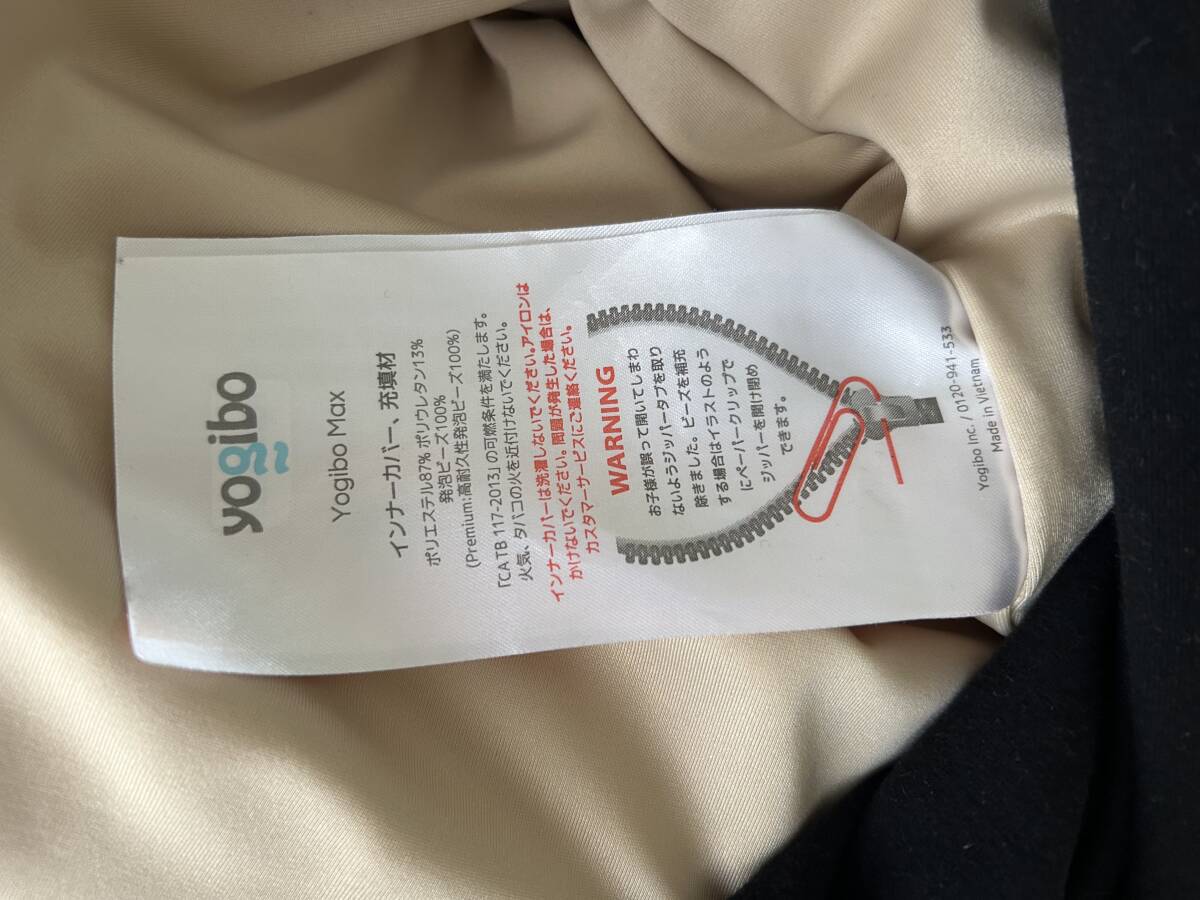 yogibo
Yogibo Max
インナーカバー、充填材
ポリエステル87% ポリウレタン13%
発泡ビーズ100%
(Premium:高耐久性発泡ビーズ100%)
「CA TB 117-2013」の可燃条件を満たします。
火気、タバコの火を近付けないでください。
インナーカバーは洗濯しないでください。アイロンは
かけないでください。問題が発生した場合は、
カスタマーサービスにご連絡ください。
WARNING
お子様が誤って開いてしまわ
ないようジッパータブを取り
除きました。ビーズを補充
する場合はイラストのよう
にペーパークリップで
ジッパーを開け閉め
できます。
Yogibo Inc. / 0120-941-533
Made in Vietnam